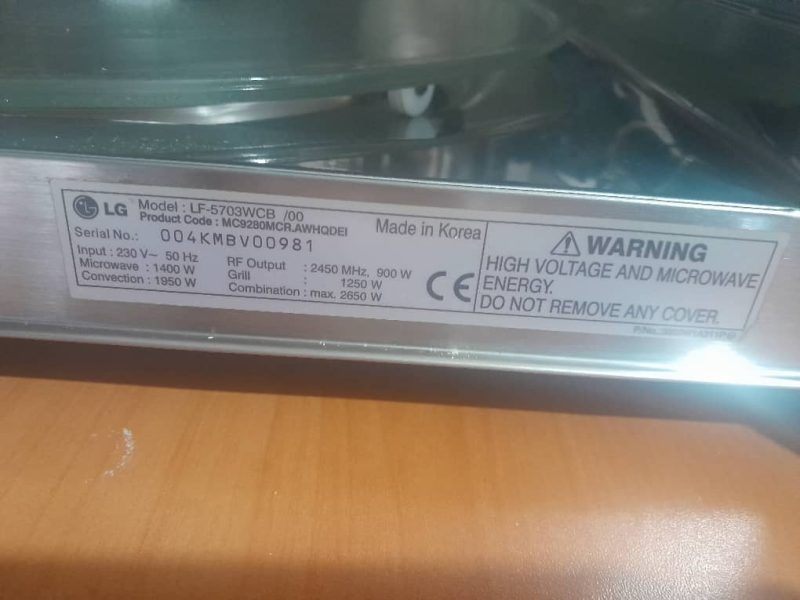 LG Model : LF-5703WCB /00
Product Code : MC9280MCR.AWHQDEI
Made in Korea
Serial No.: 004KMBV00981
Input : 230 V~ 50 Hz
Microwave : 1400 W
Convection : 1950 W
RF Output : 2450 MHz, 900 W
Grill : 1250 W
Combination : max. 2650 W
CE
WARNING
HIGH VOLTAGE AND MICROWAVE
ENERGY.
DO NOT REMOVE ANY COVER.
P/No.